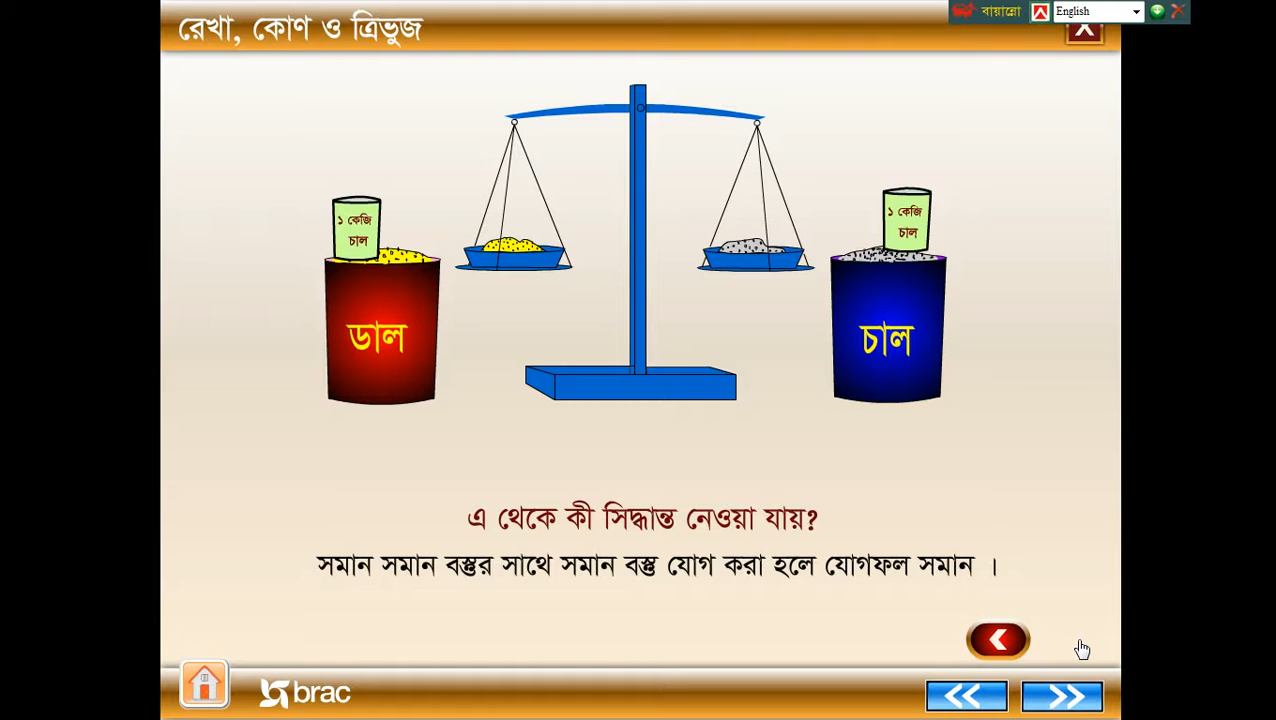 রেখা, কোণ ও ত্রিভুজ
বায়ান্নো
English
১ কেজি
চাল
১ কেজি
চাল
ডাল
চাল
এ থেকে কী সিদ্ধান্ত নেওয়া যায়?
সমান সমান বস্তুর সাথে সমান বস্তু যোগ করা হলে যোগফল সমান ।
brac